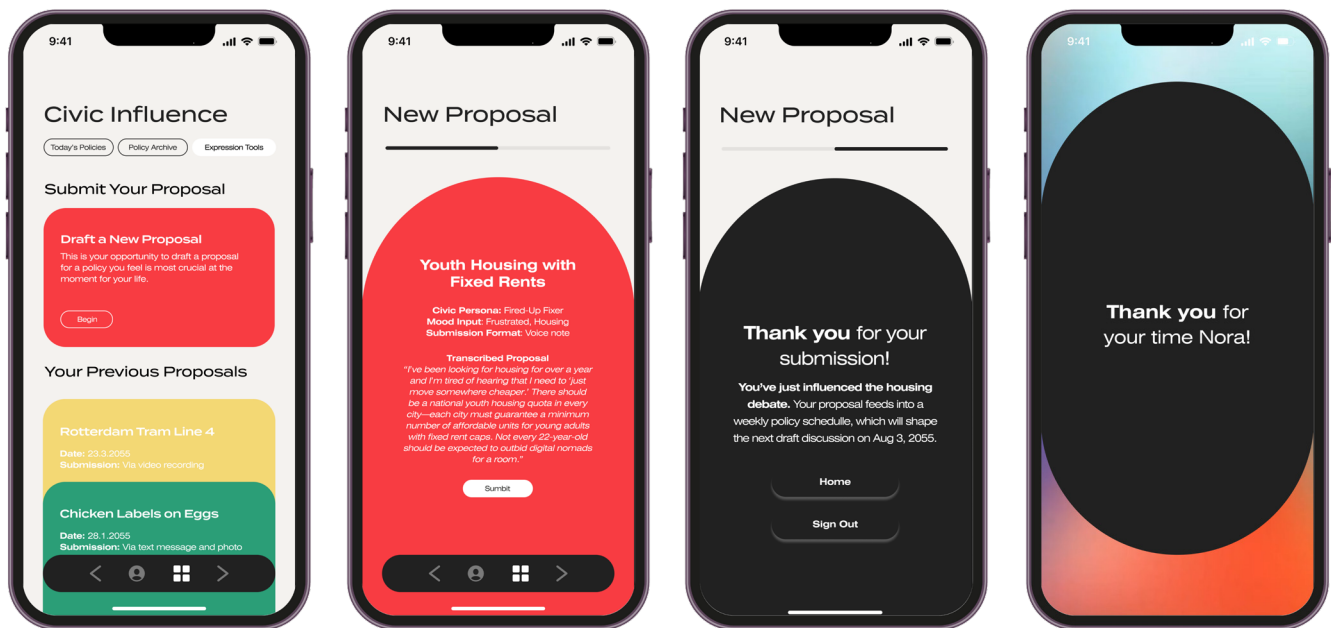 9:41
Civic Influence
Today's Policies
Policy Archive
Expression Tools
Submit Your Proposal
Draft a New Proposal
This is your opportunity to draft a proposal
for a policy you feel is most crucial at the
moment for your life.
Begin
Your Previous Proposals
Rotterdam Tram Line 4
Date: 23.3.2055
Submission: Via video recording
Chicken Labels on Eggs
Date: 28.1.2055
Submission: Via text message and photo
9:41
New Proposal
Youth Housing with
Fixed Rents
Civic Persona: Fired-Up Fixer
Mood Input: Frustrated, Housing
Submission Format: Voice note
Transcribed Proposal
"I've been looking for housing for over a year
and I'm tired of hearing that I need to 'just
move somewhere cheaper.' There should
be a national youth housing quota in every
city—each city must guarantee a minimum
number of affordable units for young adults
with fixed rent caps. Not every 22-year-old
should be expected to outbid digital nomads
for a room."
Sumbit
9:41
New Proposal
Thank you for your
submission!
You've just influenced the housing
debate. Your proposal feeds into a
weekly policy schedulle, which will shape
the next draft discussion on Aug 3, 2055.
Home
Sign Out
9:41
Thank you for
your time Nora!